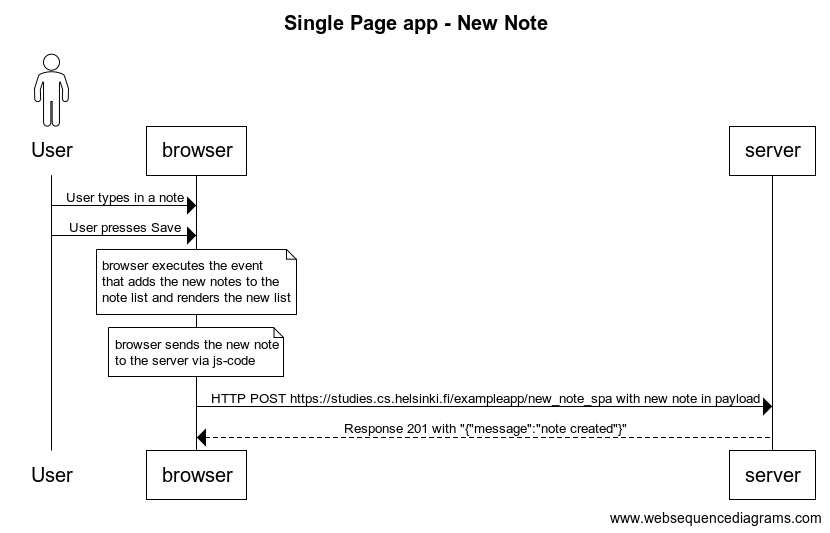 Single Page app - New Note
User
browser
server
User types in a note
User presses Save
browser executes the event
that adds the new notes to the
note list and renders the new list
browser sends the new note
to the server via js-code
HTTP POST https://studies.cs.helsinki.fi/exampleapp/new_note_spa with new note in payload
Response 201 with "{"message":"note created"}"
User
browser
server
www.websequencediagrams.com